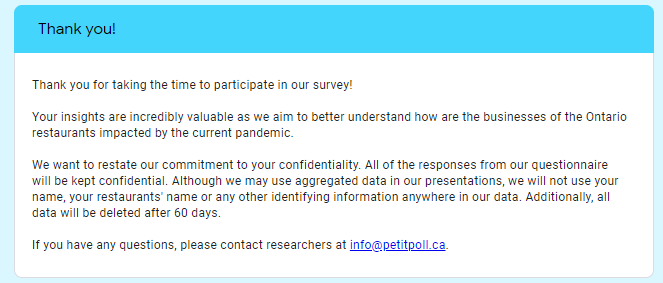 Thank you!
Thank you for taking the time to participate in our survey!
Your insights are incredibly valuable as we aim to better understand how are the businesses of the Ontario
restaurants impacted by the current pandemic.
We want to restate our commitment to your confidentiality. All of the responses from our questionnaire
will be kept confidential. Although we may use aggregated data in our presentations, we will not use your
name, your restaurants' name or any other identifying information anywhere in our data. Additionally, all
data will be deleted after 60 days.
If you have any questions, please contact researchers at info@petitpoll.ca.